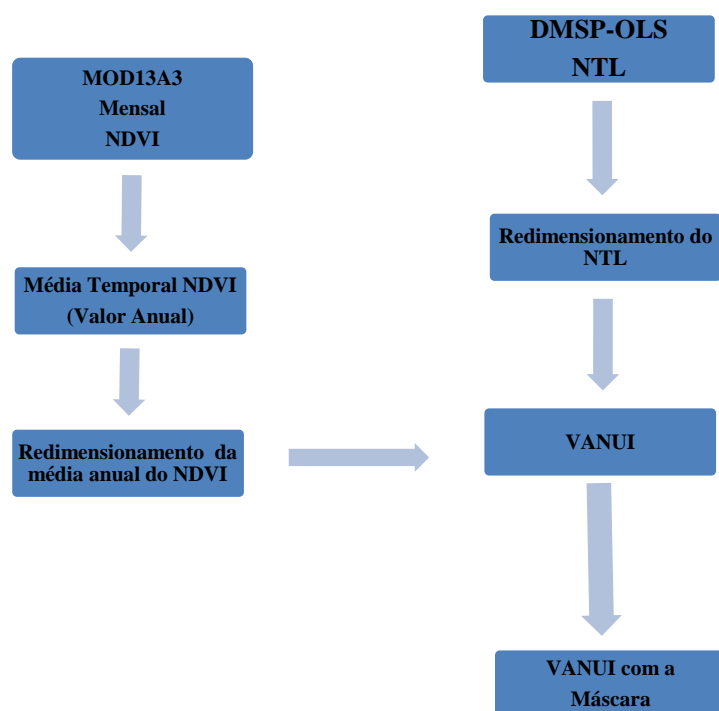 MOD13A3
Mensal
NDVI
Média Temporal NDVI
(Valor Anual)
Redimensionamento da
média anual do NDVI
DMSP-OLS
NTL
Redimensionamento do
NTL
VANUI
VANUI com a
Máscara